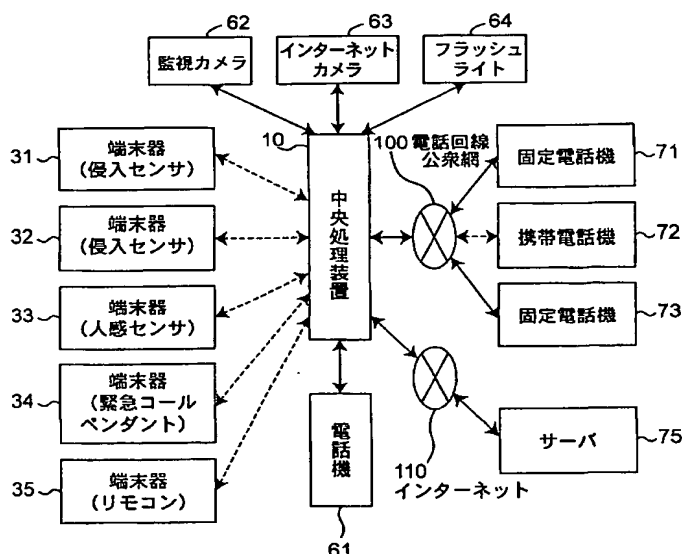 62
監視カメラ
63
インターネット
カメラ
64
フラッシュ
ライト
31
端末器
(侵入センサ)
32
端末器
(侵入センサ)
33
端末器
(人感センサ)
34
端末器
(緊急コール
ペンダント)
35
端末器
(リモコン)
10
中央処理装置
電話機
61
100 電話回線
公衆網
固定電話機
71
携帯電話機
72
固定電話機
73
110
インターネット
サーバ
75